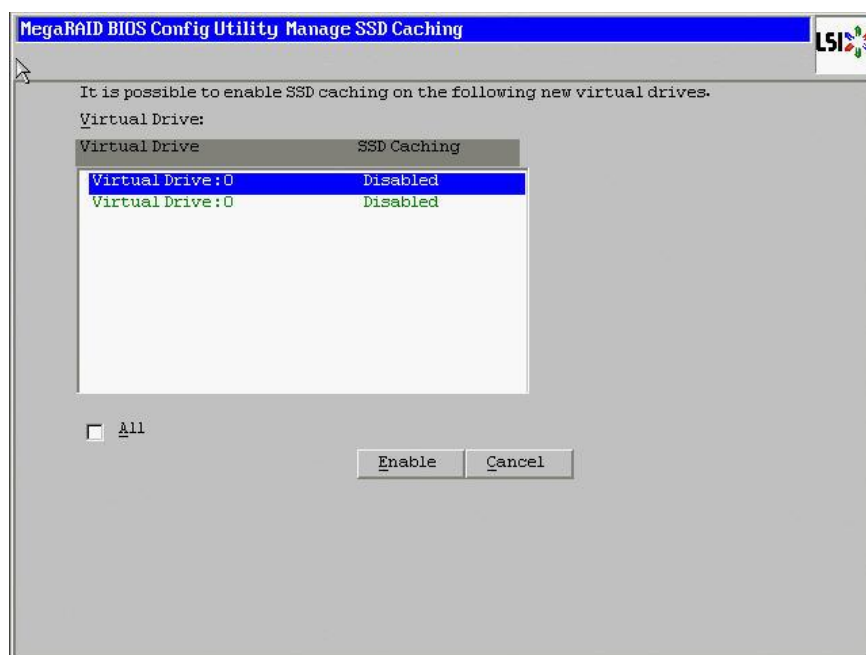 MegaRAID BIOS Config Utility Manage SSD Caching
LSI
It is possible to enable SSD caching on the following new virtual drives.
Virtual Drive:
Virtual Drive SSD Caching
Virtual Drive:0 Disabled
Virtual Drive:0 Disabled
All
Enable Cancel